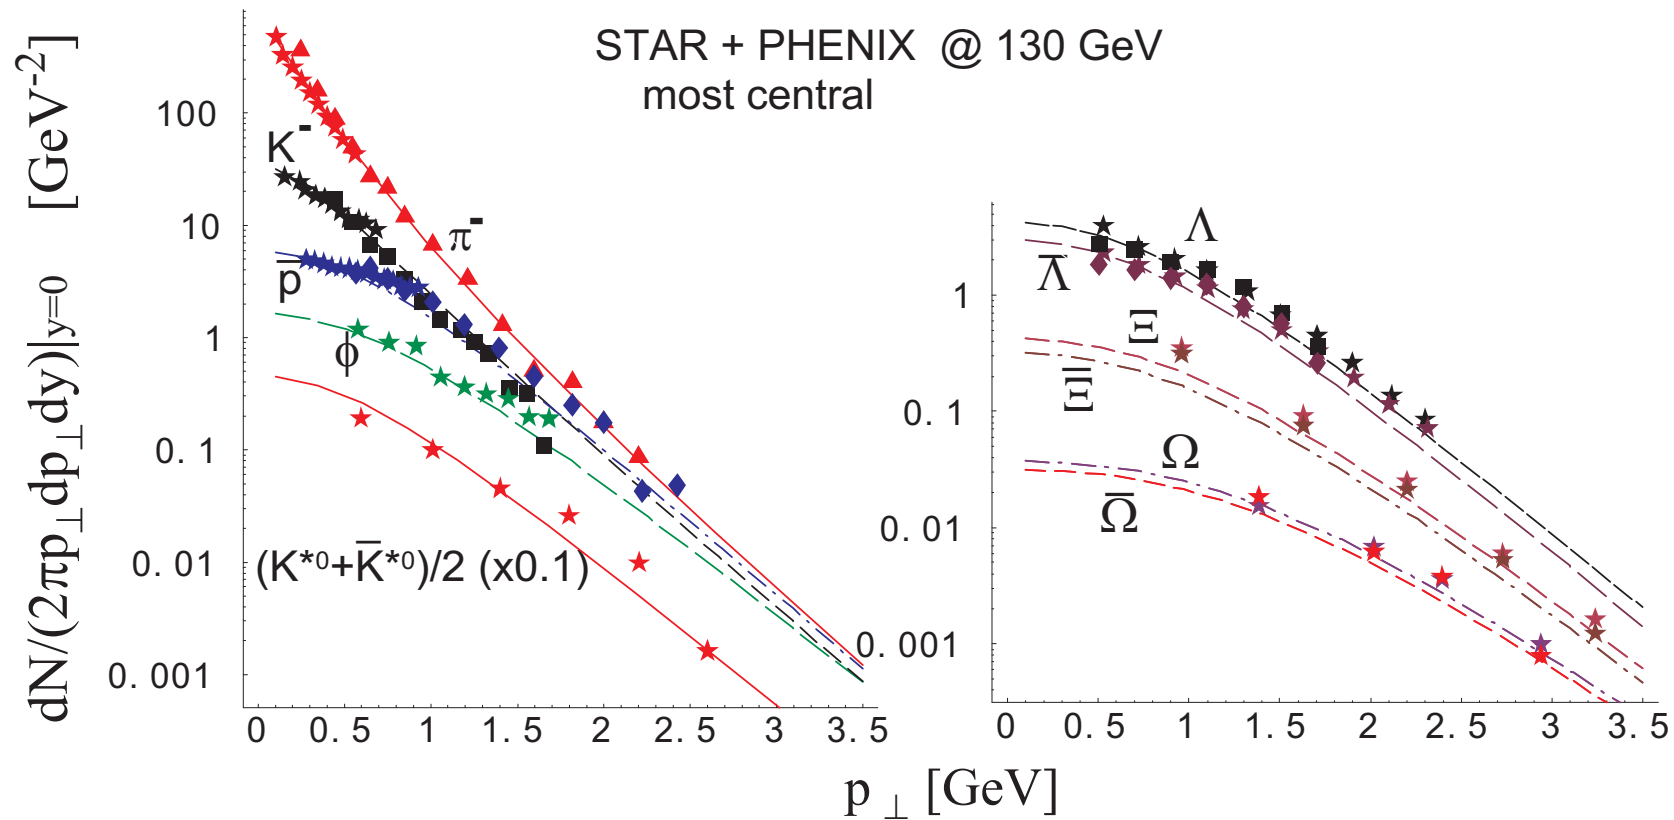 STAR + PHENIX @ 130 GeV
most central
dN/(2πp⊥dp⊥dy)|y=0 [GeV⁻²]
100
10
1
0.1
0.01
0.001
K⁻
π⁻
p̅
ϕ
(K*⁰+K̅*⁰)/2 (x0.1)
0 0.5 1 1.5 2 2.5 3 3.5
1
0.1
0.01
0.001
Λ
Λ̅
Ξ
Ξ̅
Ω
Ω̅
0 0.5 1 1.5 2 2.5 3 3.5
p⊥ [GeV]